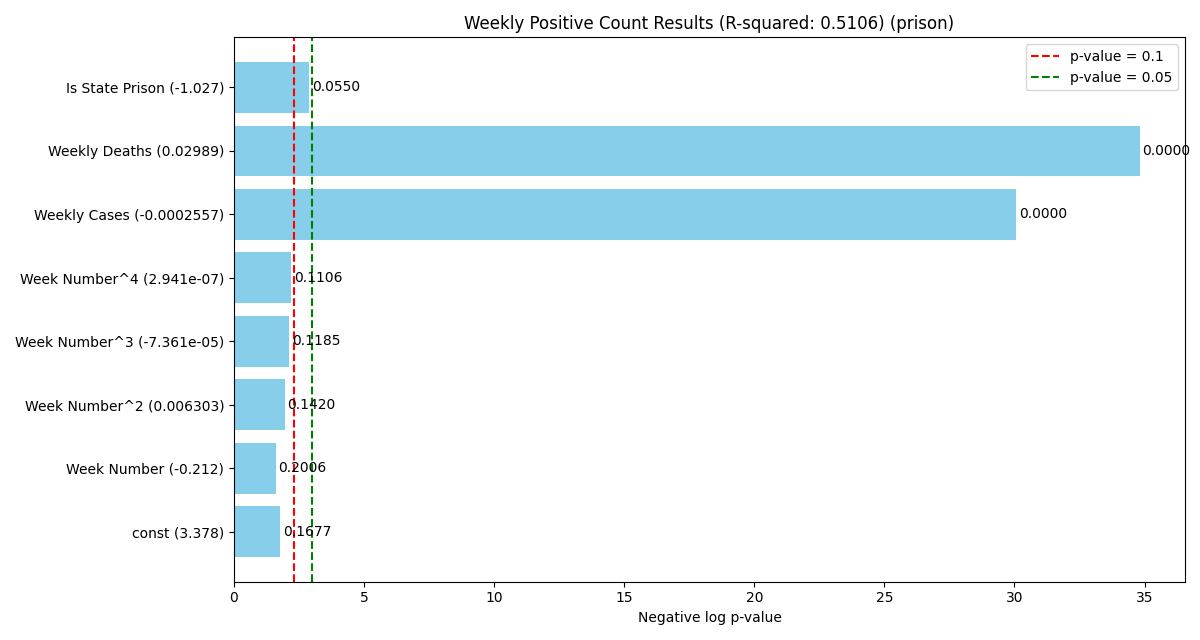 Weekly Positive Count Results (R-squared: 0.5106) (prison)
p-value = 0.1
p-value = 0.05
Is State Prison (-1.027) 0.0550
Weekly Deaths (0.02989) 0.0000
Weekly Cases (-0.0002557) 0.0000
Week Number^4 (2.941e-07) 0.1106
Week Number^3 (-7.361e-05) 0.1185
Week Number^2 (0.006303) 0.1420
Week Number (-0.212) 0.2006
const (3.378) 0.1677
0 5 10 15 20 25 30 35
Negative log p-value